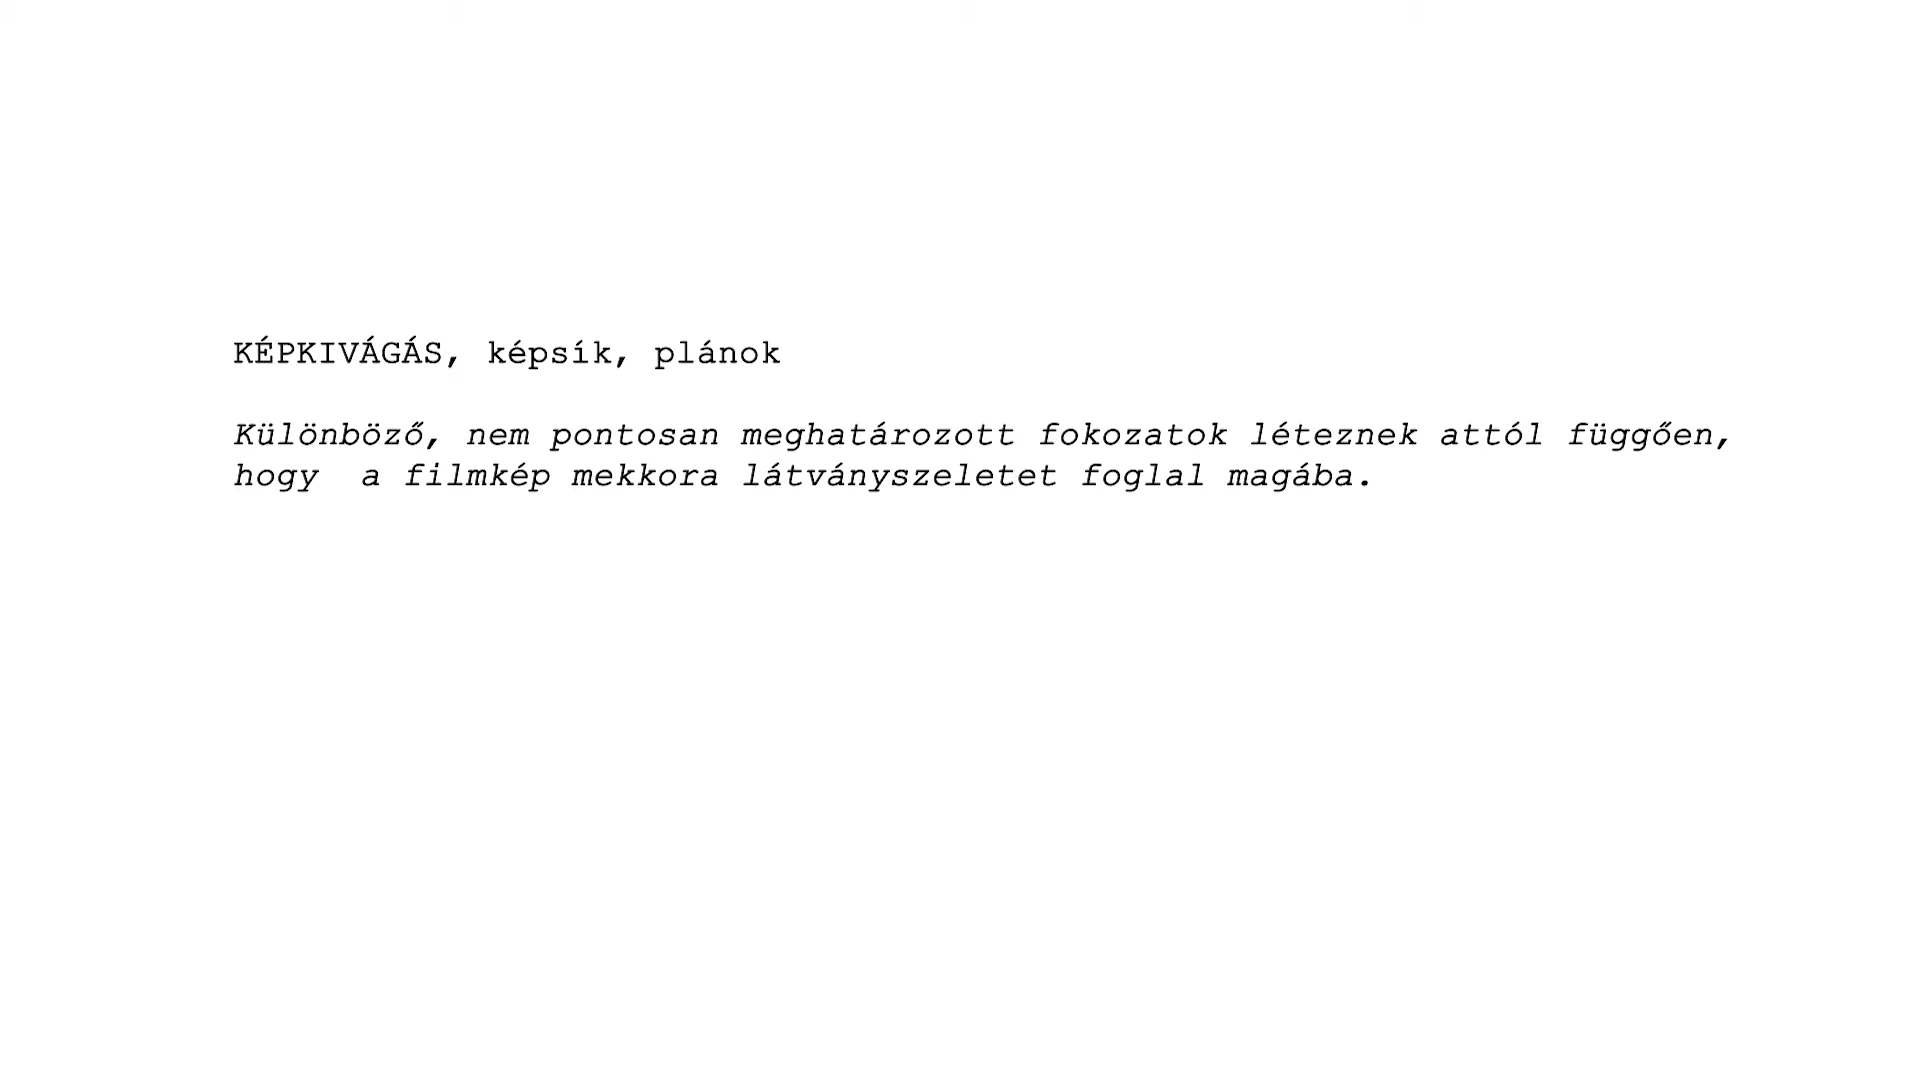 KÉPKIVÁGÁS, képsík, plánok
Különböző, nem pontosan meghatározott fokozatok léteznek attól függően,
hogy  a filmkép mekkora látványszeletet foglal magába.